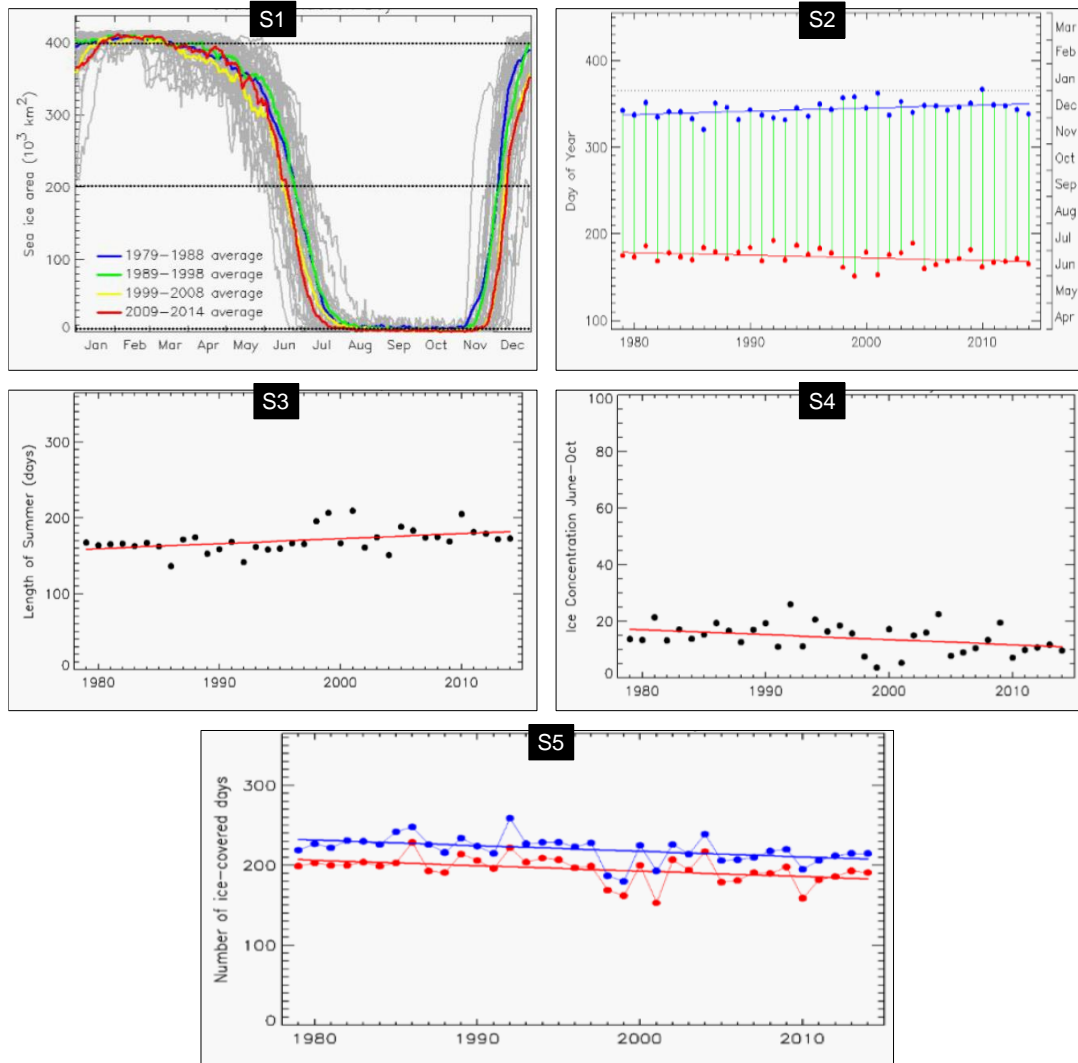 S1
Sea ice area (10³ km²)
400
300
200
100
0
1979−1988 average
1989−1998 average
1999−2008 average
2009−2014 average
Jan Feb Mar Apr May Jun Jul Aug Sep Oct Nov Dec
S2
Day of Year
400
300
200
100
1980 1990 2000 2010
Mar
Feb
Jan
Dec
Nov
Oct
Sep
Aug
Jul
Jun
May
Apr
S3
Length of Summer (days)
300
200
100
0
1980 1990 2000 2010
S4
Ice Concentration June−Oct
100
80
60
40
20
0
1980 1990 2000 2010
S5
Number of ice−covered days
300
200
100
0
1980 1990 2000 2010